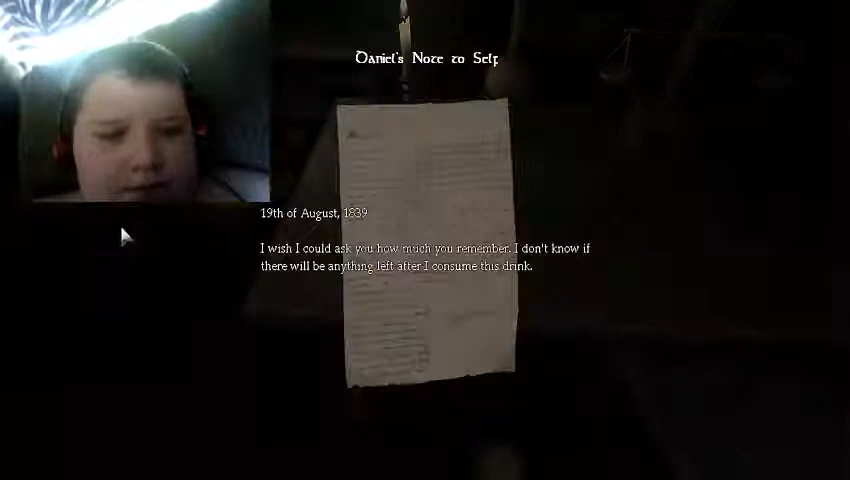 Daniel's Note to Self
19th of August, 1839
I wish I could ask you how much you remember. I don't know if
there will be anything left after I consume this drink.